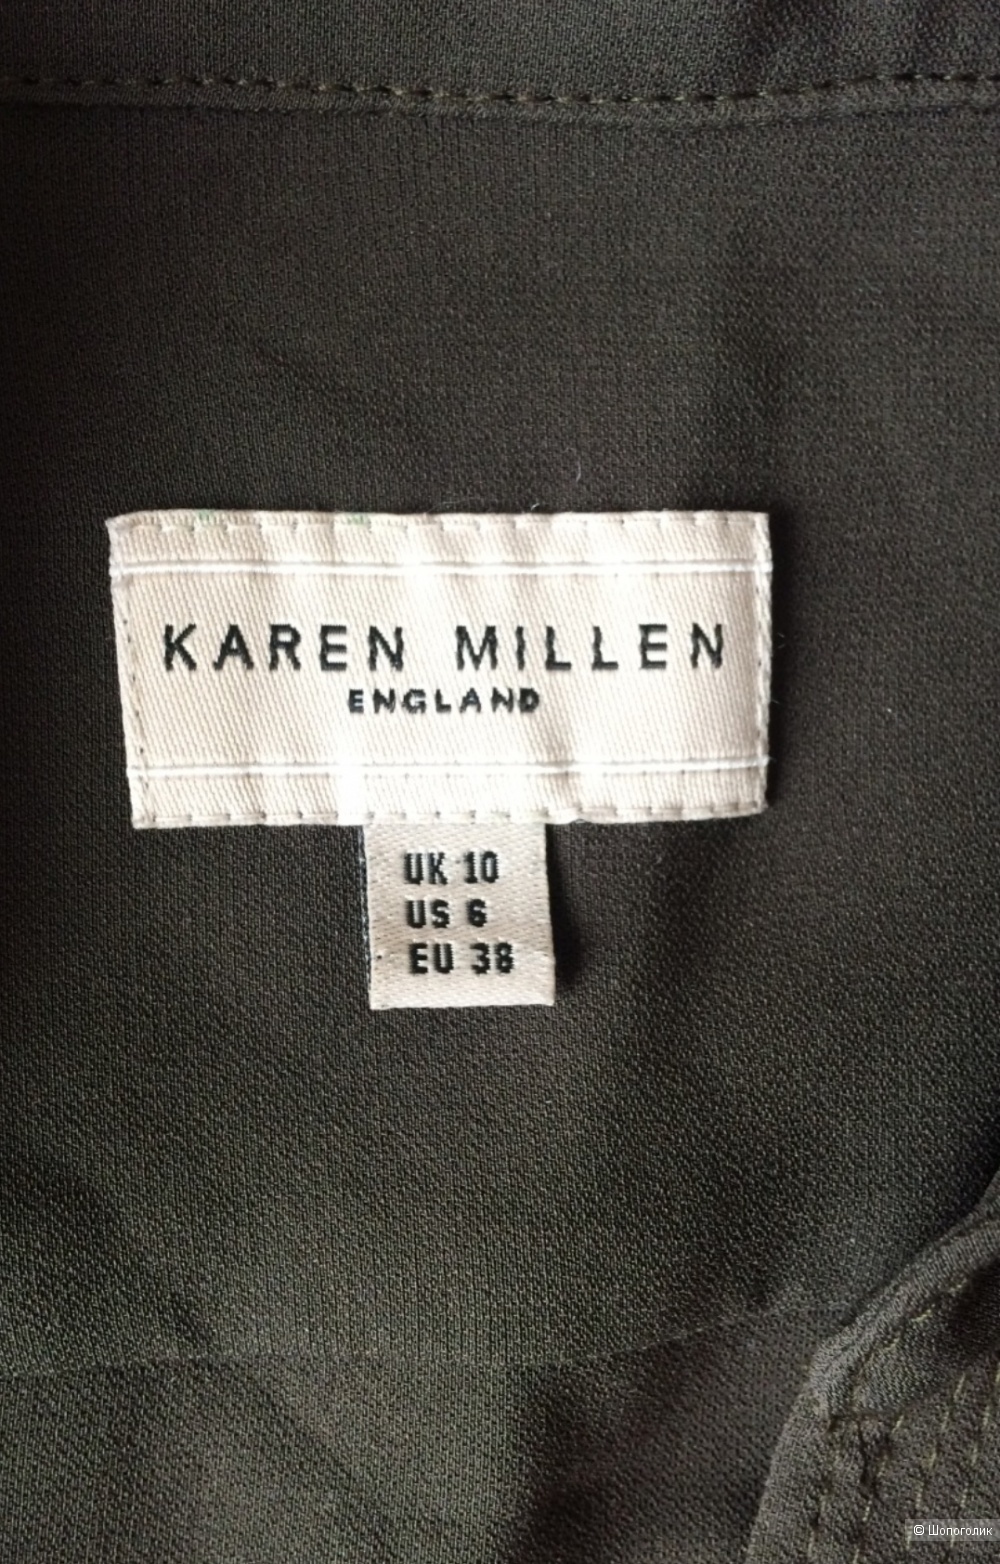 KAREN MILLEN
ENGLAND
UK 10
US 6
EU 38
© Шопоголик